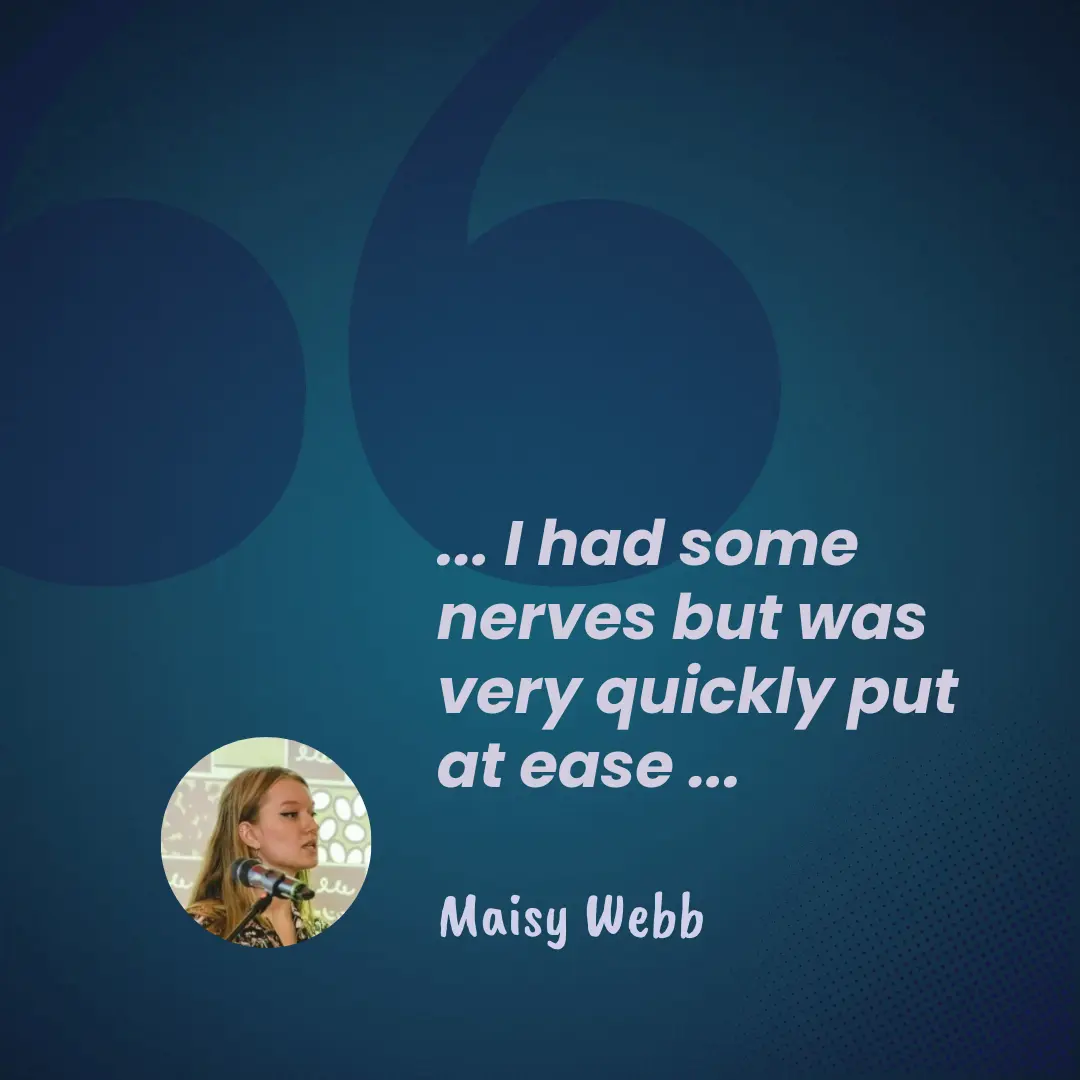 ... I had some
nerves but was
very quickly put
at ease ...
Maisy Webb